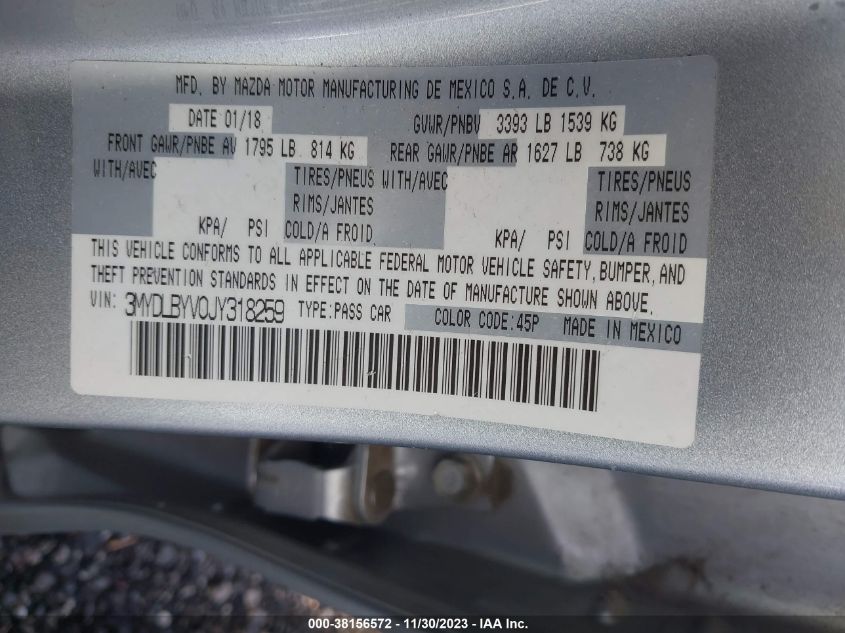 MFD. BY MAZDA MOTOR MANUFACTURING DE MEXICO S.A. DE C.V.
DATE 01/18 GVWR/PNBV 3393 LB 1539 KG
FRONT GAWR/PNBE AV 1795 LB 814 KG REAR GAWR/PNBE AR 1627 LB 738 KG
WITH/AVEC TIRES/PNEUS WITH/AVEC TIRES/PNEUS
RIMS/JANTES RIMS/JANTES
KPA/ PSI COLD/A FROID KPA/ PSI COLD/A FROID
THIS VEHICLE CONFORMS TO ALL APPLICABLE FEDERAL MOTOR VEHICLE SAFETY, BUMPER, AND
THEFT PREVENTION STANDARDS IN EFFECT ON THE DATE OF MANUFACTURE SHOWN ABOVE.
VIN: 3MYDLBYV0JY318259 TYPE:PASS CAR COLOR CODE:45P MADE IN MEXICO
000-38156572 - 11/30/2023 - IAA Inc.